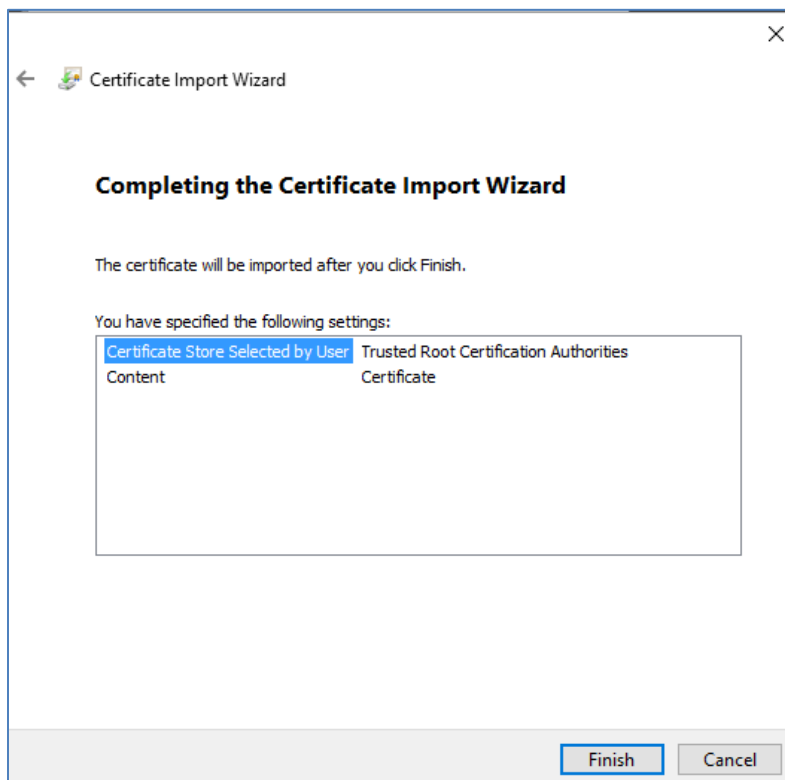 Certificate Import Wizard
Completing the Certificate Import Wizard
The certificate will be imported after you click Finish.
You have specified the following settings:
Certificate Store Selected by User Trusted Root Certification Authorities
Content Certificate
Finish Cancel